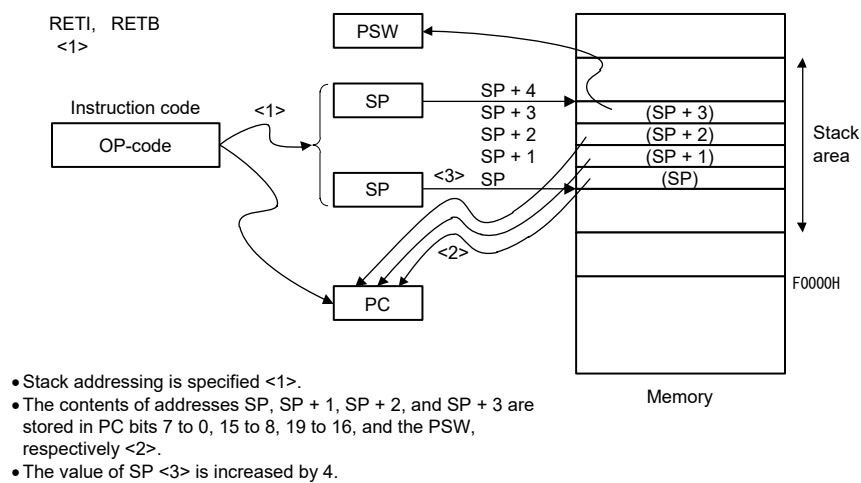 RETI, RETB
<1>
PSW
Instruction code
OP-code
<1>
SP
SP
<3>
SP + 4
SP + 3
SP + 2
SP + 1
SP
(SP + 3)
(SP + 2)
(SP + 1)
(SP)
Stack
area
<2>
PC
F0000H
Memory
• Stack addressing is specified <1>.
• The contents of addresses SP, SP + 1, SP + 2, and SP + 3 are
stored in PC bits 7 to 0, 15 to 8, 19 to 16, and the PSW,
respectively <2>.
• The value of SP <3> is increased by 4.